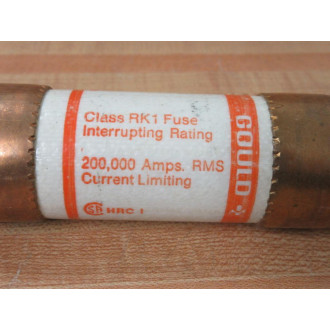 Class RK1 Fuse
Interrupting Rating
200,000 Amps. RMS
Current Limiting
HRC I
GOULD